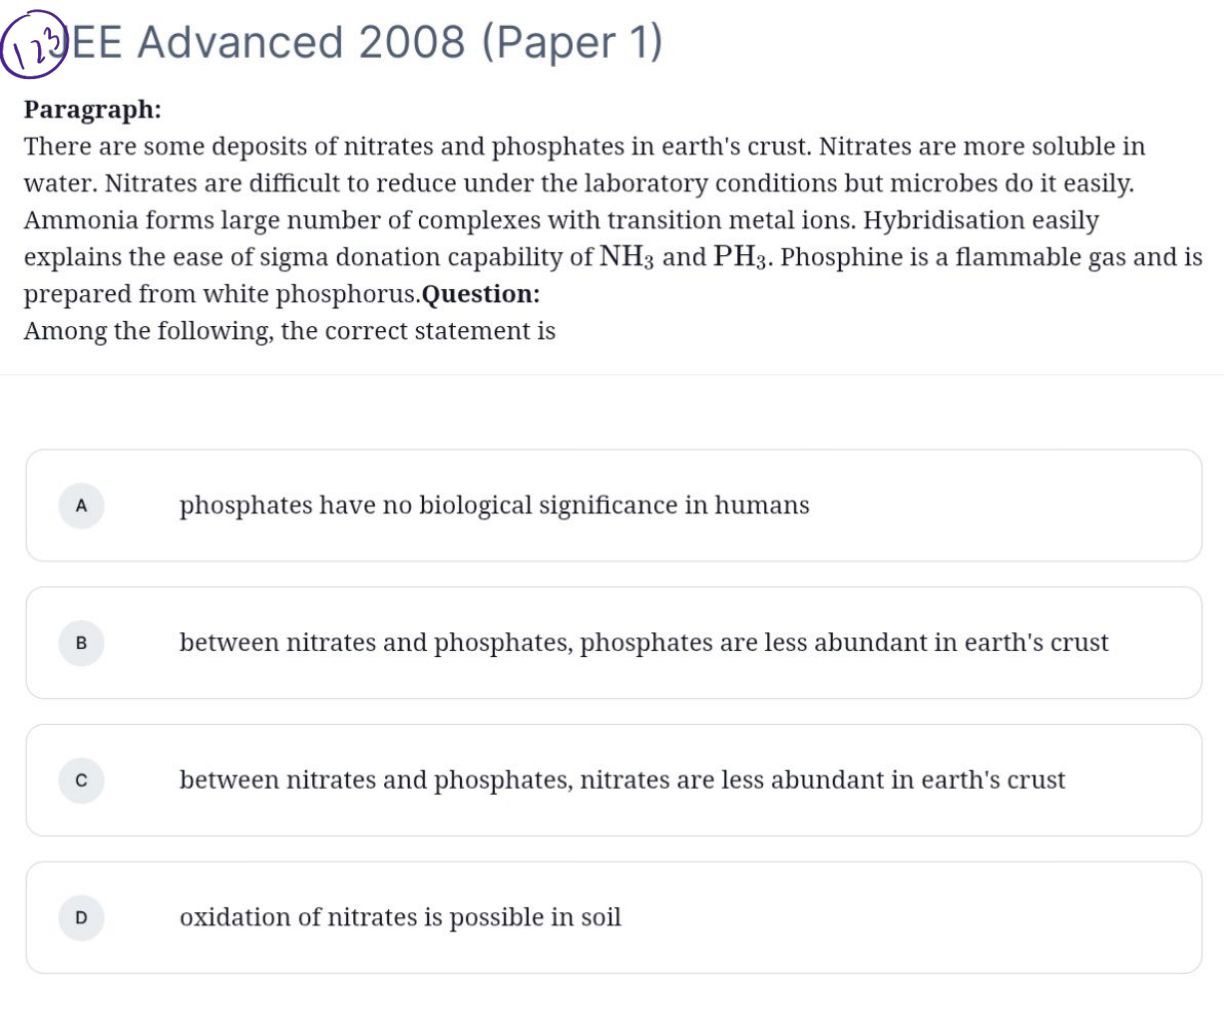 123
JEE Advanced 2008 (Paper 1)
Paragraph:
There are some deposits of nitrates and phosphates in earth's crust. Nitrates are more soluble in
water. Nitrates are difficult to reduce under the laboratory conditions but microbes do it easily.
Ammonia forms large number of complexes with transition metal ions. Hybridisation easily
explains the ease of sigma donation capability of NH₃ and PH₃. Phosphine is a flammable gas and is
prepared from white phosphorus.Question:
Among the following, the correct statement is
A phosphates have no biological significance in humans
B between nitrates and phosphates, phosphates are less abundant in earth's crust
C between nitrates and phosphates, nitrates are less abundant in earth's crust
D oxidation of nitrates is possible in soil